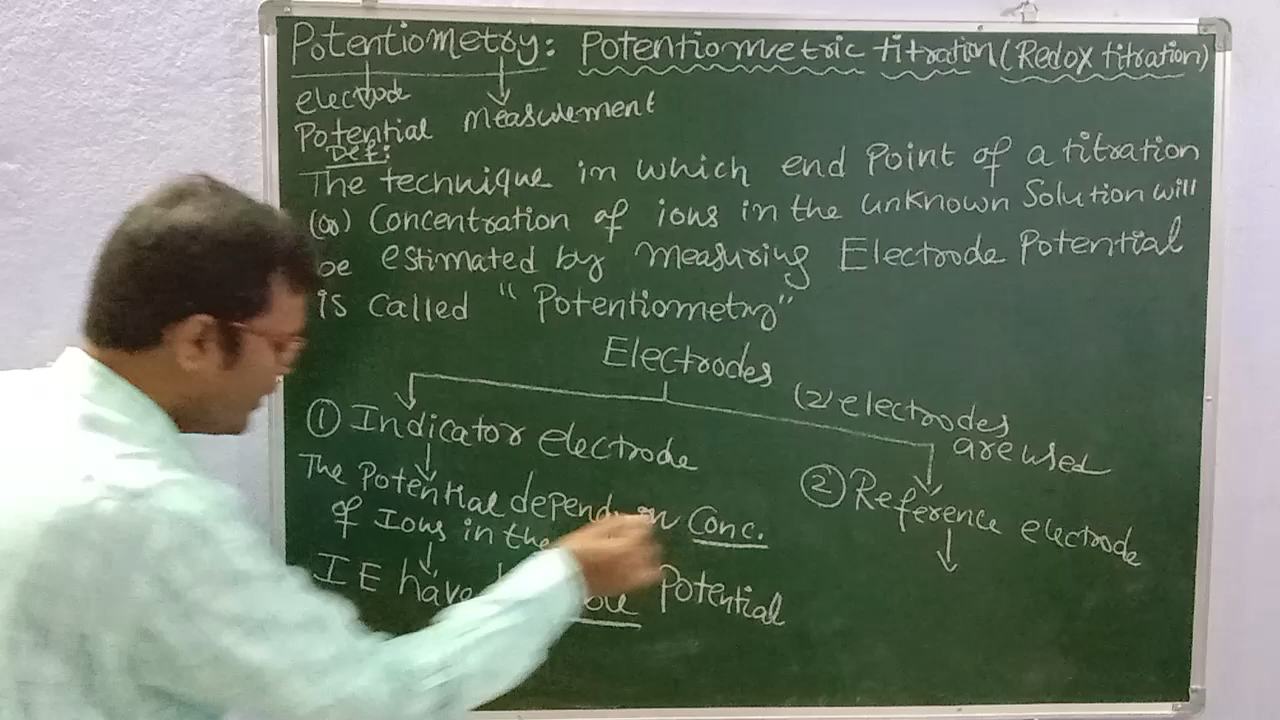 Potentiometry: Potentiometric titration (Redox titration)
electrode
Potential measurement
Def:
The technique in which end Point of a titration
(or) Concentration of ions in the unknown Solution will
be estimated by measuring Electrode Potential
is called "Potentiometry"
Electrodes
(2 electrodes
are used
① Indicator electrode
② Reference electrode
The Potential depend on Conc.
of Ions in the
I E have Potential